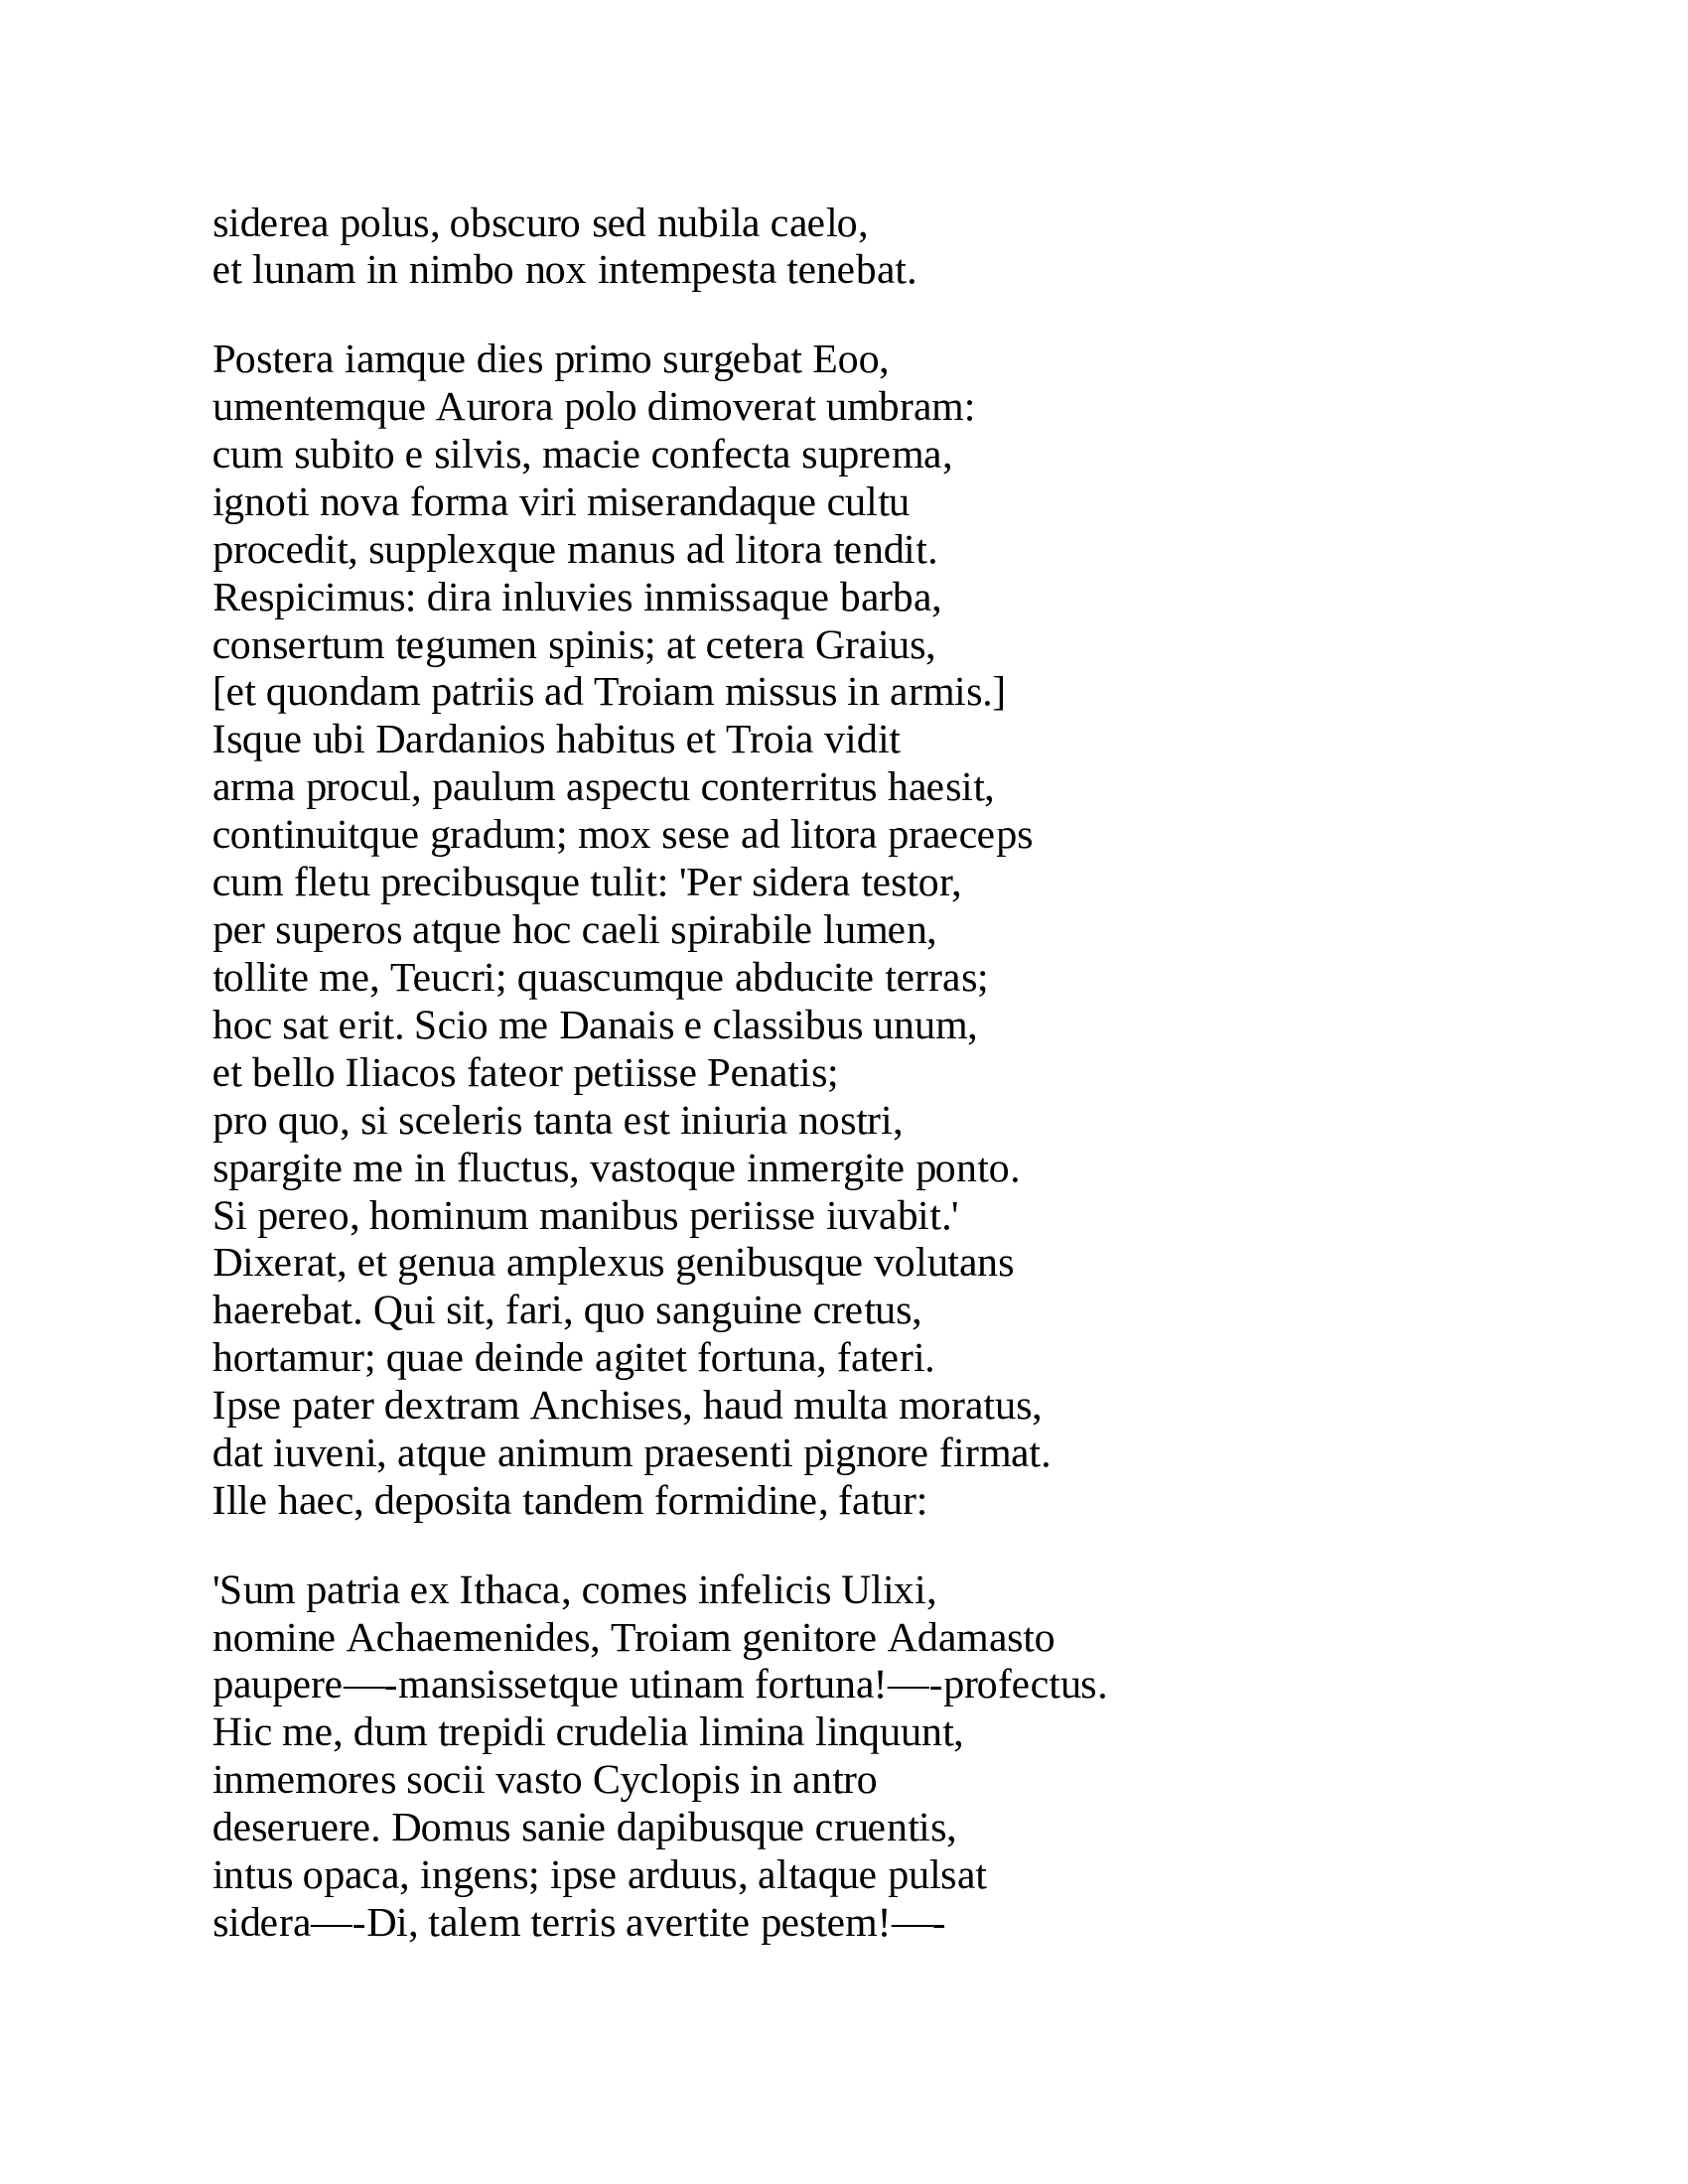 siderea polus, obscuro sed nubila caelo,
et lunam in nimbo nox intempesta tenebat.
Postera iamque dies primo surgebat Eoo,
umentemque Aurora polo dimoverat umbram:
cum subito e silvis, macie confecta suprema,
ignoti nova forma viri miserandaque cultu
procedit, supplexque manus ad litora tendit.
Respicimus: dira inluvies inmissaque barba,
consertum tegumen spinis; at cetera Graius,
[et quondam patriis ad Troiam missus in armis.]
Isque ubi Dardanios habitus et Troia vidit
arma procul, paulum aspectu conterritus haesit,
continuitque gradum; mox sese ad litora praeceps
cum fletu precibusque tulit: 'Per sidera testor,
per superos atque hoc caeli spirabile lumen,
tollite me, Teucri; quascumque abducite terras;
hoc sat erit. Scio me Danais e classibus unum,
et bello Iliacos fateor petiisse Penatis;
pro quo, si sceleris tanta est iniuria nostri,
spargite me in fluctus, vastoque inmergite ponto.
Si pereo, hominum manibus periisse iuvabit.'
Dixerat, et genua amplexus genibusque volutans
haerebat. Qui sit, fari, quo sanguine cretus,
hortamur; quae deinde agitet fortuna, fateri.
Ipse pater dextram Anchises, haud multa moratus,
dat iuveni, atque animum praesenti pignore firmat.
Ille haec, deposita tandem formidine, fatur:
'Sum patria ex Ithaca, comes infelicis Ulixi,
nomine Achaemenides, Troiam genitore Adamasto
paupere—-mansissetque utinam fortuna!—-profectus.
Hic me, dum trepidi crudelia limina linquunt,
inmemores socii vasto Cyclopis in antro
deseruere. Domus sanie dapibusque cruentis,
intus opaca, ingens; ipse arduus, altaque pulsat
sidera—-Di, talem terris avertite pestem!—-